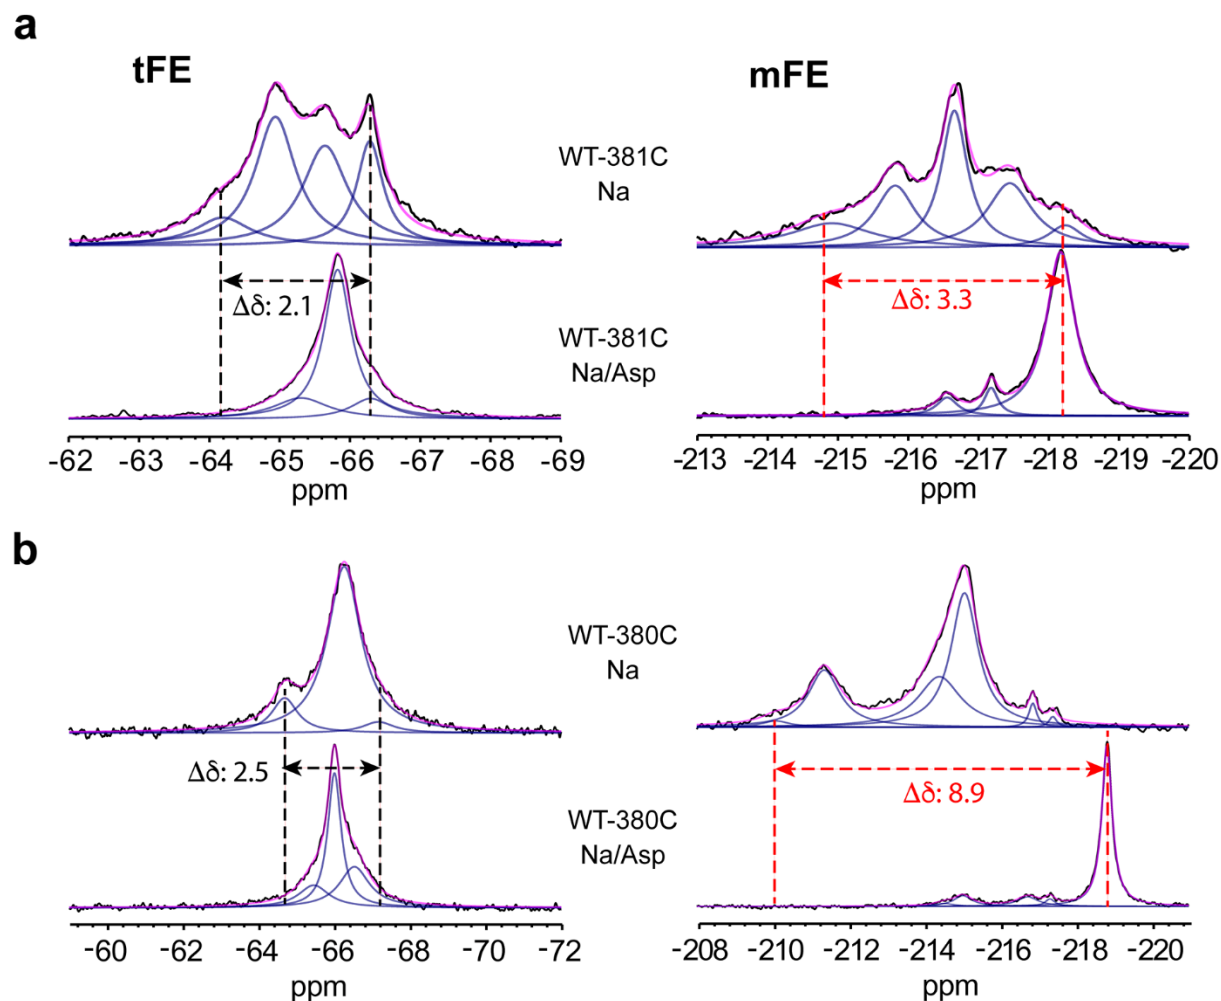 a
tFE
mFE
WT-381C
Na
Δδ: 2.1
Δδ: 3.3
WT-381C
Na/Asp
-62 -63 -64 -65 -66 -67 -68 -69
ppm
-213 -214 -215 -216 -217 -218 -219 -220
ppm
b
WT-380C
Na
Δδ: 2.5
Δδ: 8.9
WT-380C
Na/Asp
-60 -62 -64 -66 -68 -70 -72
ppm
-208 -210 -212 -214 -216 -218 -220
ppm